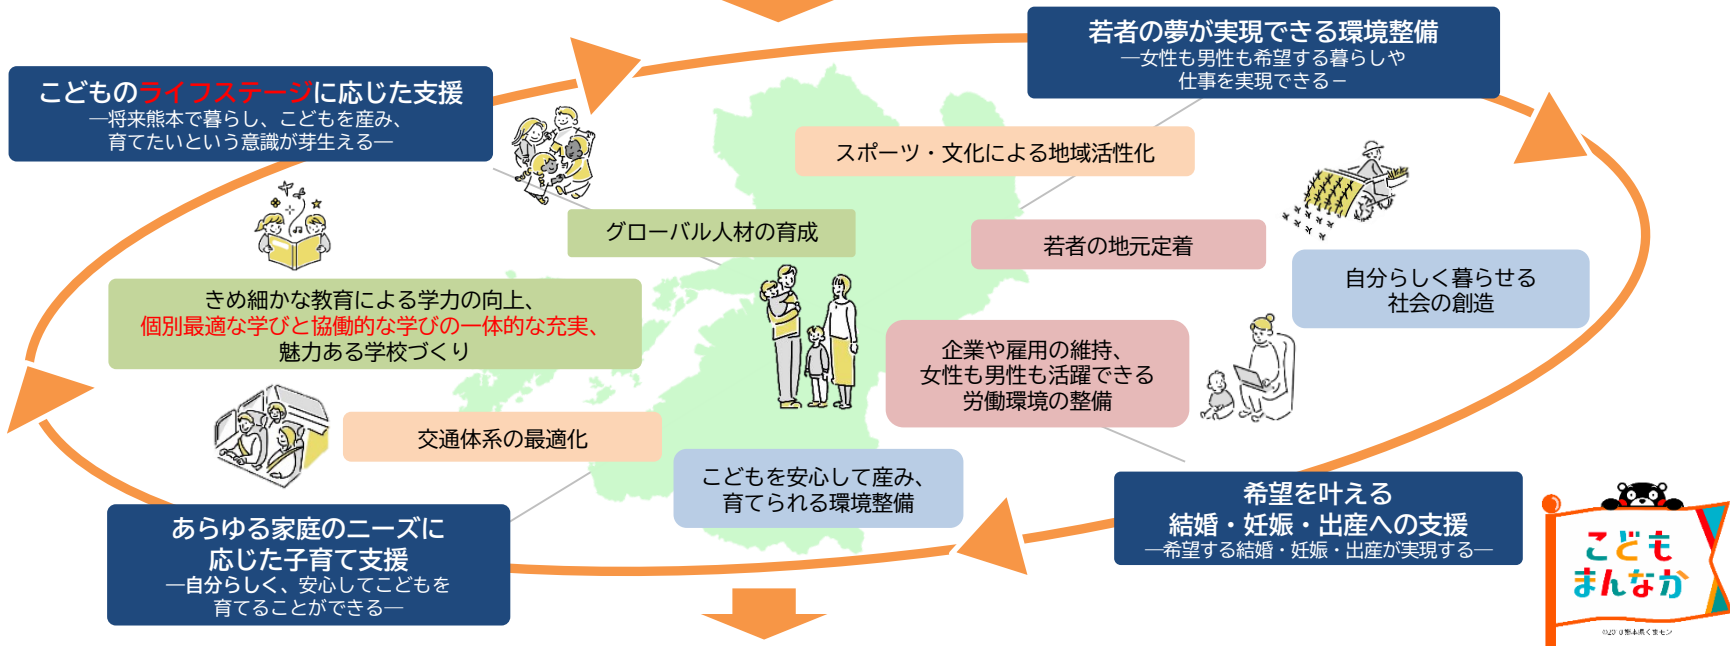 若者の夢が実現できる環境整備
―女性も男性も希望する暮らしや
仕事を実現できる－
こどものライフステージに応じた支援
―将来熊本で暮らし、こどもを産み、
育てたいという意識が芽生える―
スポーツ・文化による地域活性化
グローバル人材の育成
若者の地元定着
自分らしく暮らせる
社会の創造
きめ細かな教育による学力の向上、
個別最適な学びと協働的な学びの一体的な充実、
魅力ある学校づくり
企業や雇用の維持、
女性も男性も活躍できる
労働環境の整備
交通体系の最適化
こどもを安心して産み、
育てられる環境整備
希望を叶える
結婚・妊娠・出産への支援
―希望する結婚・妊娠・出産が実現する―
あらゆる家庭のニーズに
応じた子育て支援
―自分らしく、安心してこどもを
育てることができる―
こども
まんなか
©2010熊本県くまモン